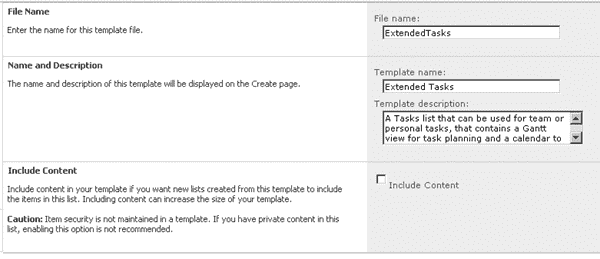 File Name
Enter the name for this template file.
File name:
ExtendedTasks
Name and Description
The name and description of this template will be displayed on the Create page.
Template name:
Extended Tasks
Template description:
A Tasks list that can be used for team or
personal tasks, that contains a Gantt
view for task planning and a calendar to
Include Content
Include content in your template if you want new lists created from this template to include
the items in this list. Including content can increase the size of your template.
Caution: Item security is not maintained in a template. If you have private content in this
list, enabling this option is not recommended.
Include Content